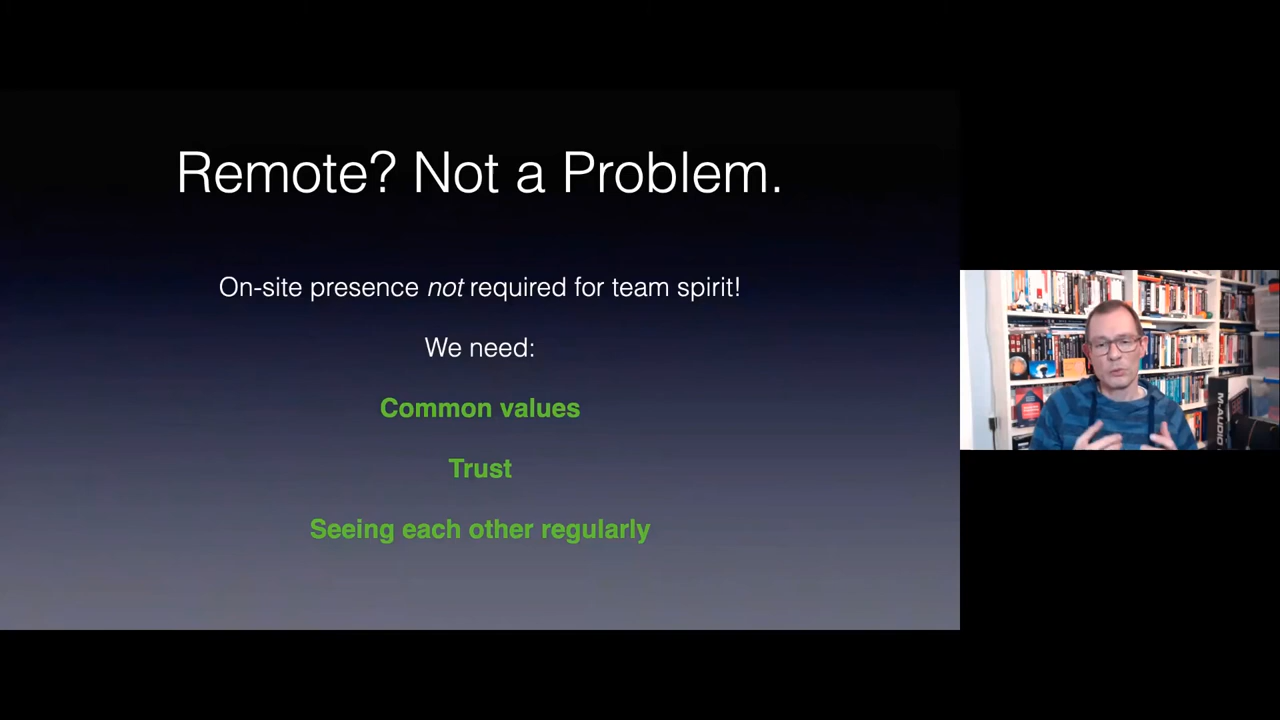 Remote? Not a Problem.
On-site presence not required for team spirit!
We need:
Common values
Trust
Seeing each other regularly
M-AUDIO